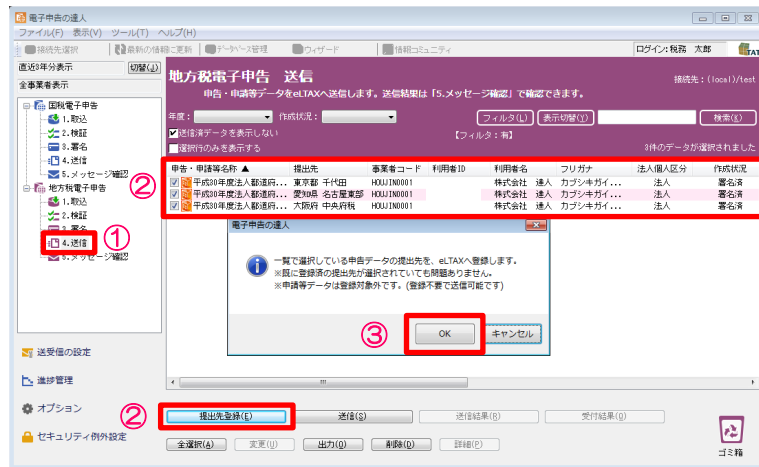 電子申告の達人
ファイル(F) 表示(V) ツール(T) ヘルプ(H)
接続先選択 最新の情報に更新 データベース管理 ウィザード 情報コミュニティ ログイン:税務 太郎 TAT
直近3年分表示 切替(J)
全事業者表示
国税電子申告
1.取込
2.検証
3.署名
4.送信
5.メッセージ確認
地方税電子申告
1.取込
2.検証
3.署名
4.送信
5.メッセージ確認
①
送受信の設定
進捗管理
オプション
セキュリティ例外設定
地方税電子申告 送信
接続先:(local)/test
申告・申請等データをeLTAXへ送信します。送信結果は「5.メッセージ確認」で確認できます。
年度: 作成状況: フィルタ(L) 表示切替(Y) 検索(K)
送信済データを表示しない 【フィルタ:有】
選択行のみを表示する 3件のデータが選択されました
②
申告・申請等名称 ▲ 提出先 事業者コード 利用者ID 利用者名 フリガナ 法人個人区分 作成状況
平成30年度法人都道府... 東京都 千代田 HOUJIN0001 株式会社 達人 カブシキガイ... 法人 署名済
平成30年度法人都道府... 愛知県 名古屋東部 HOUJIN0001 株式会社 達人 カブシキガイ... 法人 署名済
平成30年度法人都道府... 大阪府 中央府税 HOUJIN0001 株式会社 達人 カブシキガイ... 法人 署名済
電子申告の達人
一覧で選択している申告データの提出先を、eLTAXへ登録します。
※既に登録済の提出先が選択されていても問題ありません。
※申請等データは登録対象外です。(登録不要で送信可能です)
③
OK キャンセル
②
提出先登録(E) 送信(S) 送信結果(R) 受付結果(Q)
全選択(A) 変更(U) 出力(O) 削除(D) 詳細(P)
ゴミ箱